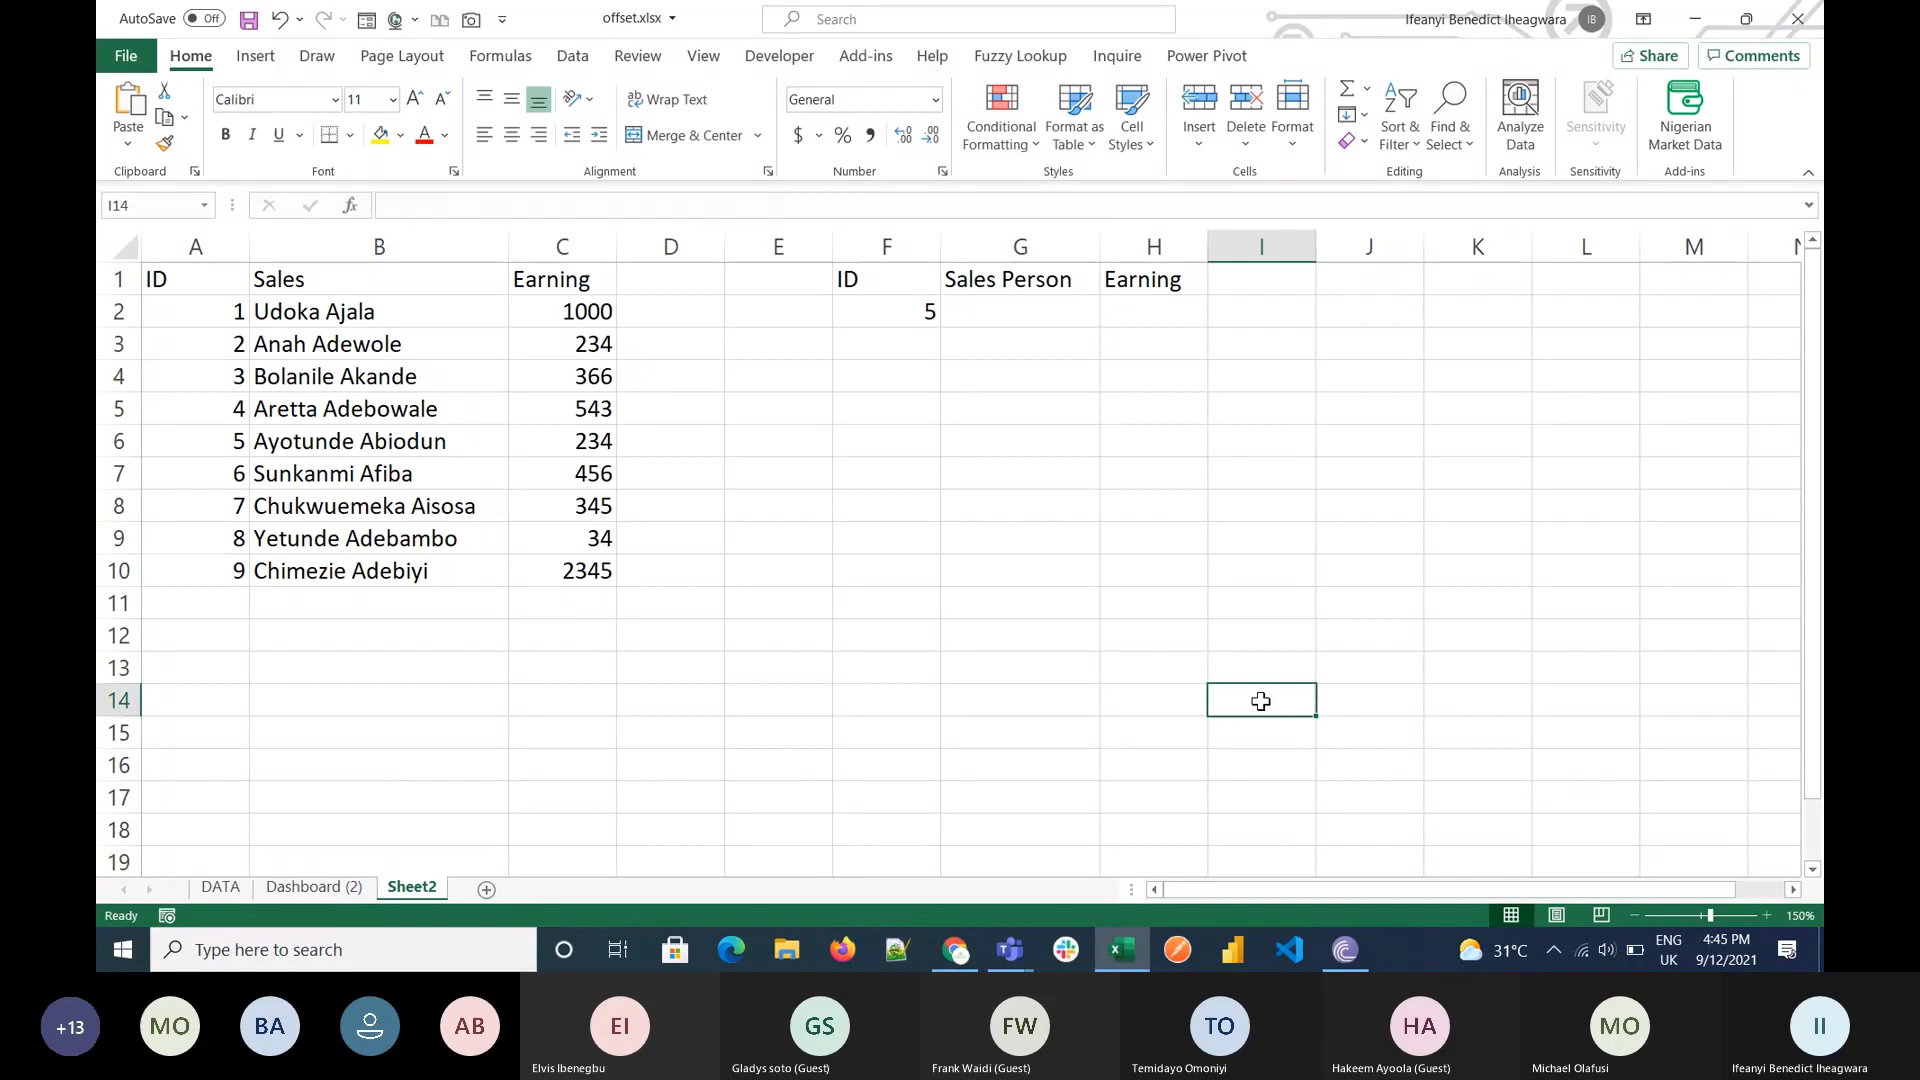 AutoSave Off
offset.xlsx
Search
Ifeanyi Benedict Iheagwara IB
File Home Insert Draw Page Layout Formulas Data Review View Developer Add-ins Help Fuzzy Lookup Inquire Power Pivot
Share Comments
Paste
Calibri 11
B I U A
Wrap Text
Merge & Center
General
$ %
Conditional Formatting
Format as Table
Cell Styles
Insert Delete Format
Sort & Filter
Find & Select
Analyze Data
Sensitivity
Nigerian Market Data
Clipboard Font Alignment Number Styles Cells Editing Analysis Sensitivity Add-ins
I14 fx
A B C D E F G H I J K L M
1 ID Sales Earning ID Sales Person Earning
2 1 Udoka Ajala 1000 5
3 2 Anah Adewole 234
4 3 Bolanile Akande 366
5 4 Aretta Adebowale 543
6 5 Ayotunde Abiodun 234
7 6 Sunkanmi Afiba 456
8 7 Chukwuemeka Aisosa 345
9 8 Yetunde Adebambo 34
10 9 Chimezie Adebiyi 2345
11
12
13
14
15
16
17
18
19
DATA Dashboard (2) Sheet2
Ready 150%
Type here to search
31°C
ENG
UK
4:45 PM
9/12/2021
+13 MO BA AB EI GS FW TO HA MO II
Elvis Ibenegbu Gladys soto (Guest) Frank Waidi (Guest) Temidayo Omoniyi Hakeem Ayoola (Guest) Michael Olafusi Ifeanyi Benedict Iheagwara